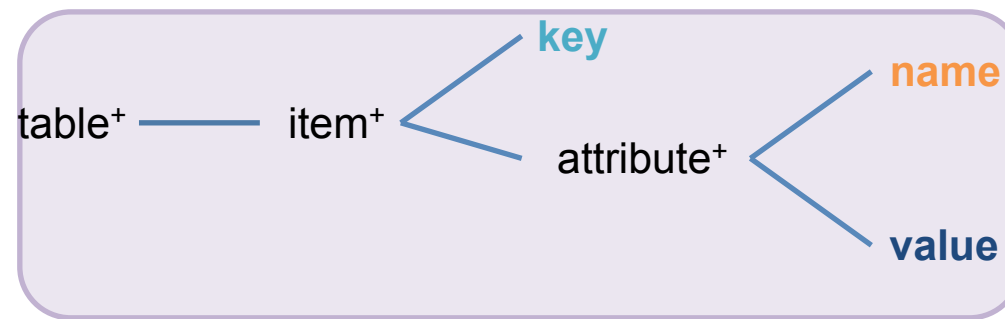 key
name
table⁺
item⁺
attribute⁺
value